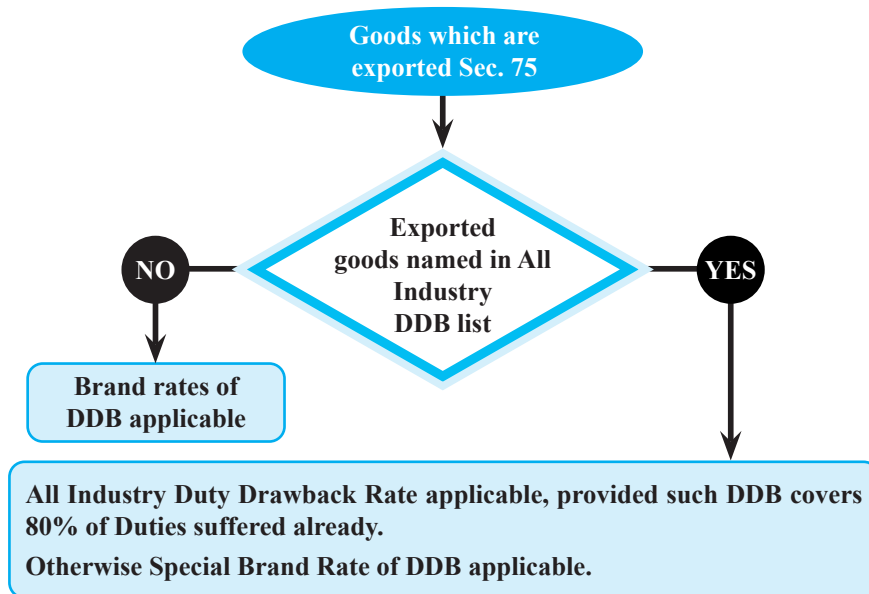 Goods which are
exported Sec. 75
Exported
goods named in All
Industry
DDB list
NO
YES
Brand rates of
DDB applicable
All Industry Duty Drawback Rate applicable, provided such DDB covers
80% of Duties suffered already.
Otherwise Special Brand Rate of DDB applicable.